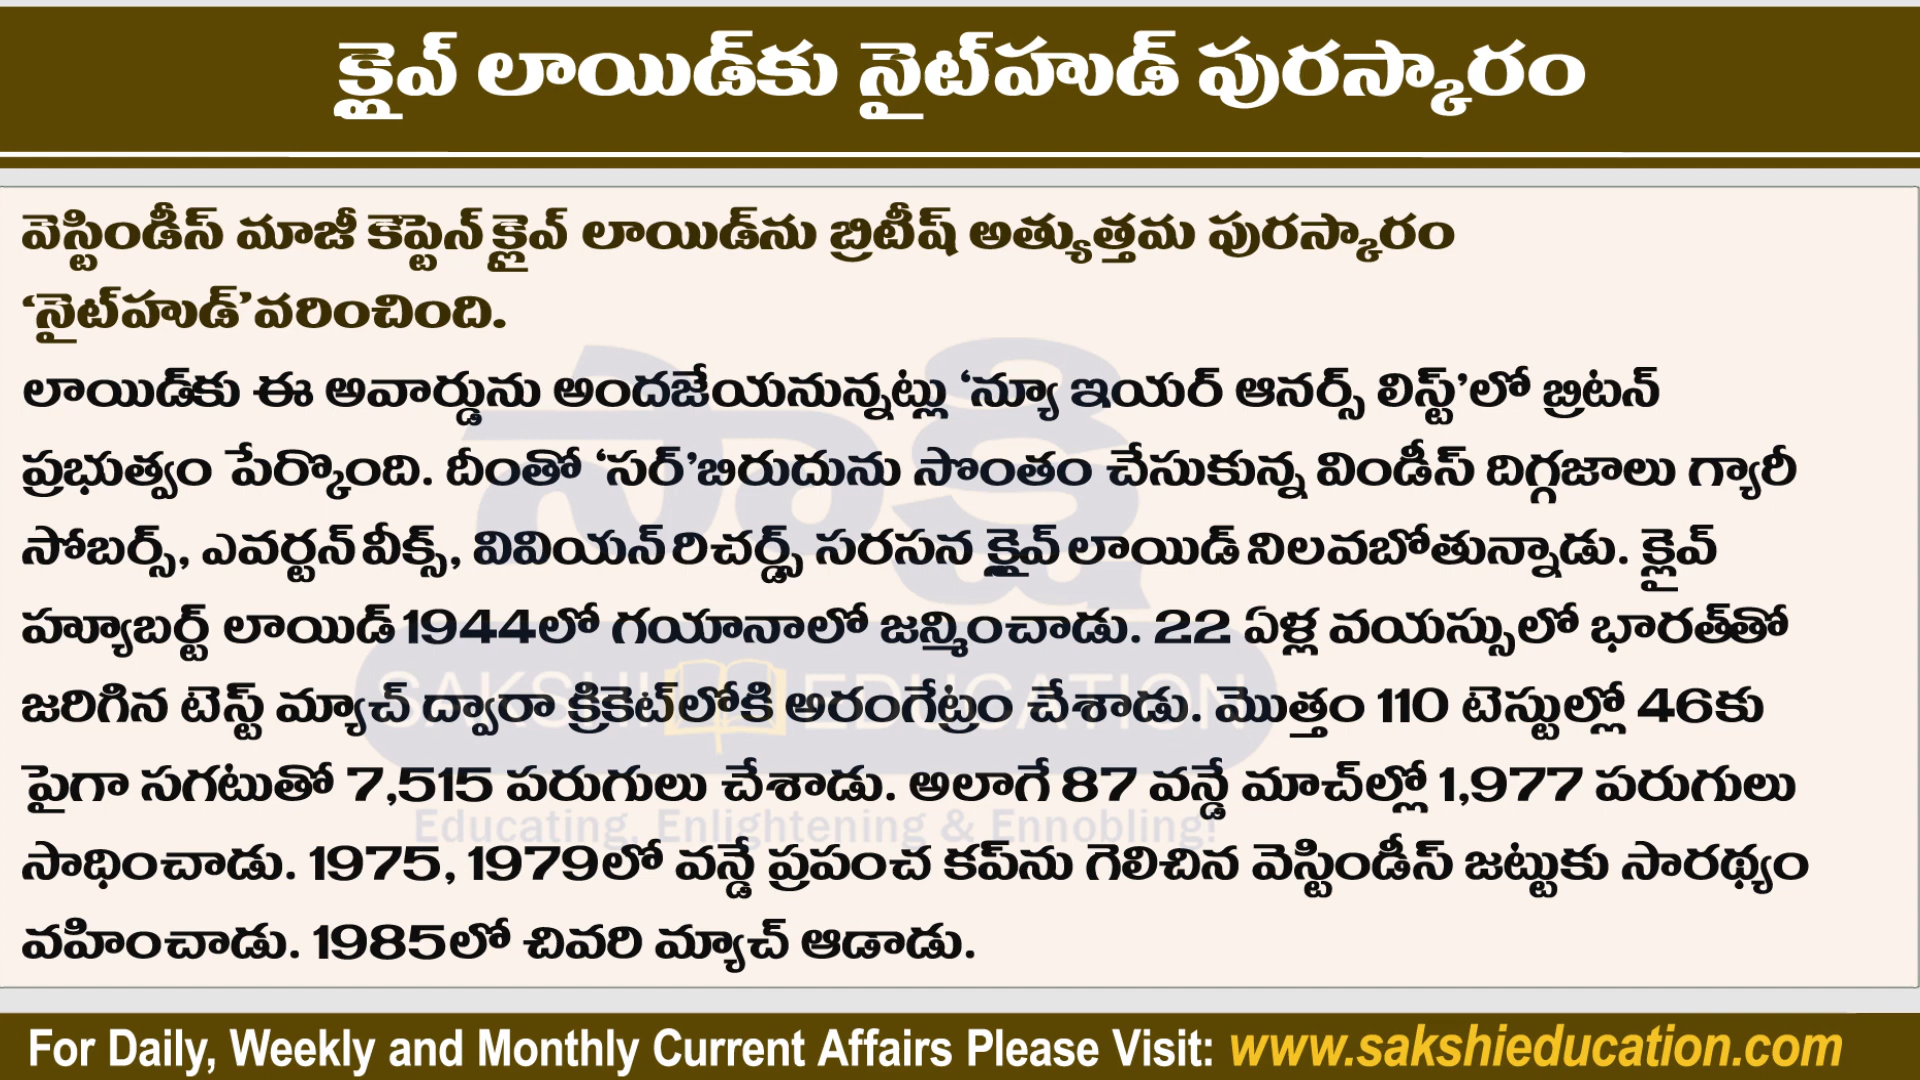 క్లైవ్ లాయిడ్‌కు నైట్‌హుడ్ పురస్కారం
వెస్టిండీస్ మాజీ కెప్టెన్ క్లైవ్ లాయిడ్‌ను బ్రిటీష్ అత్యుత్తమ పురస్కారం
‘నైట్‌హుడ్’ వరించింది.
లాయిడ్‌కు ఈ అవార్డును అందజేయనున్నట్లు ‘న్యూ ఇయర్ ఆనర్స్ లిస్ట్’లో బ్రిటన్
ప్రభుత్వం పేర్కొంది. దీంతో ‘సర్’బిరుదును సొంతం చేసుకున్న విండీస్ దిగ్గజాలు గ్యారీ
సోబర్స్, ఎవర్టన్ వీక్స్, వివియన్ రిచర్డ్స్ సరసన క్లైవ్ లాయిడ్ నిలవబోతున్నాడు. క్లైవ్
హ్యూబర్ట్ లాయిడ్ 1944లో గయానాలో జన్మించాడు. 22 ఏళ్ల వయస్సులో భారత్‌తో
జరిగిన టెస్ట్ మ్యాచ్ ద్వారా క్రికెట్‌లోకి అరంగేట్రం చేశాడు. మొత్తం 110 టెస్టుల్లో 46కు
పైగా సగటుతో 7,515 పరుగులు చేశాడు. అలాగే 87 వన్డే మాచ్‌ల్లో 1,977 పరుగులు
సాధించాడు. 1975, 1979లో వన్డే ప్రపంచ కప్‌ను గెలిచిన వెస్టిండీస్ జట్టుకు సారథ్యం
వహించాడు. 1985లో చివరి మ్యాచ్ ఆడాడు.
సాక్షి
SAKSHI EDUCATION
Educating, Enlightening & Ennobling!
For Daily, Weekly and Monthly Current Affairs Please Visit: www.sakshieducation.com